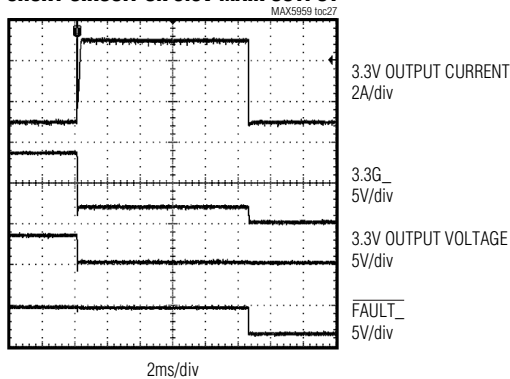 MAX5959 toc27
3.3V OUTPUT CURRENT
2A/div
3.3G_
5V/div
3.3V OUTPUT VOLTAGE
5V/div
FAULT_
5V/div
2ms/div